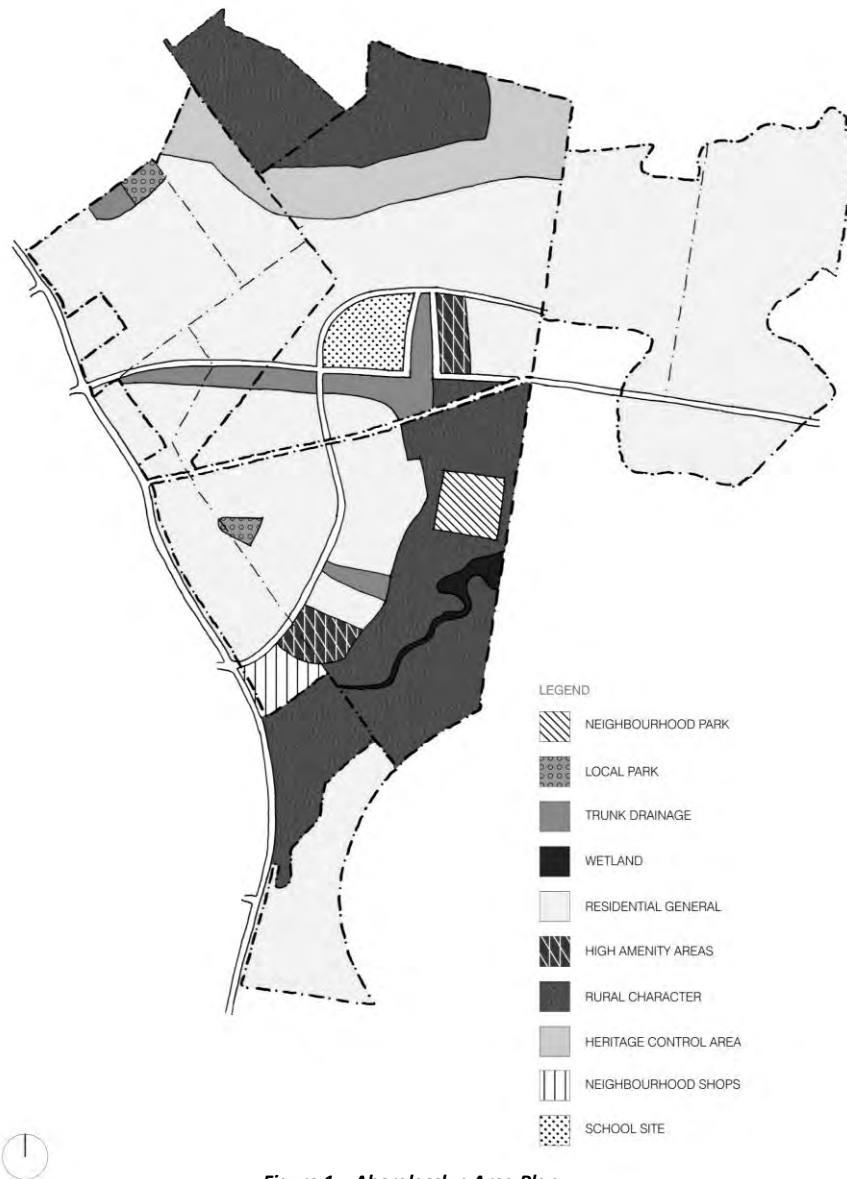 LEGEND
NEIGHBOURHOOD PARK
LOCAL PARK
TRUNK DRAINAGE
WETLAND
RESIDENTIAL GENERAL
HIGH AMENITY AREAS
RURAL CHARACTER
HERITAGE CONTROL AREA
NEIGHBOURHOOD SHOPS
SCHOOL SITE